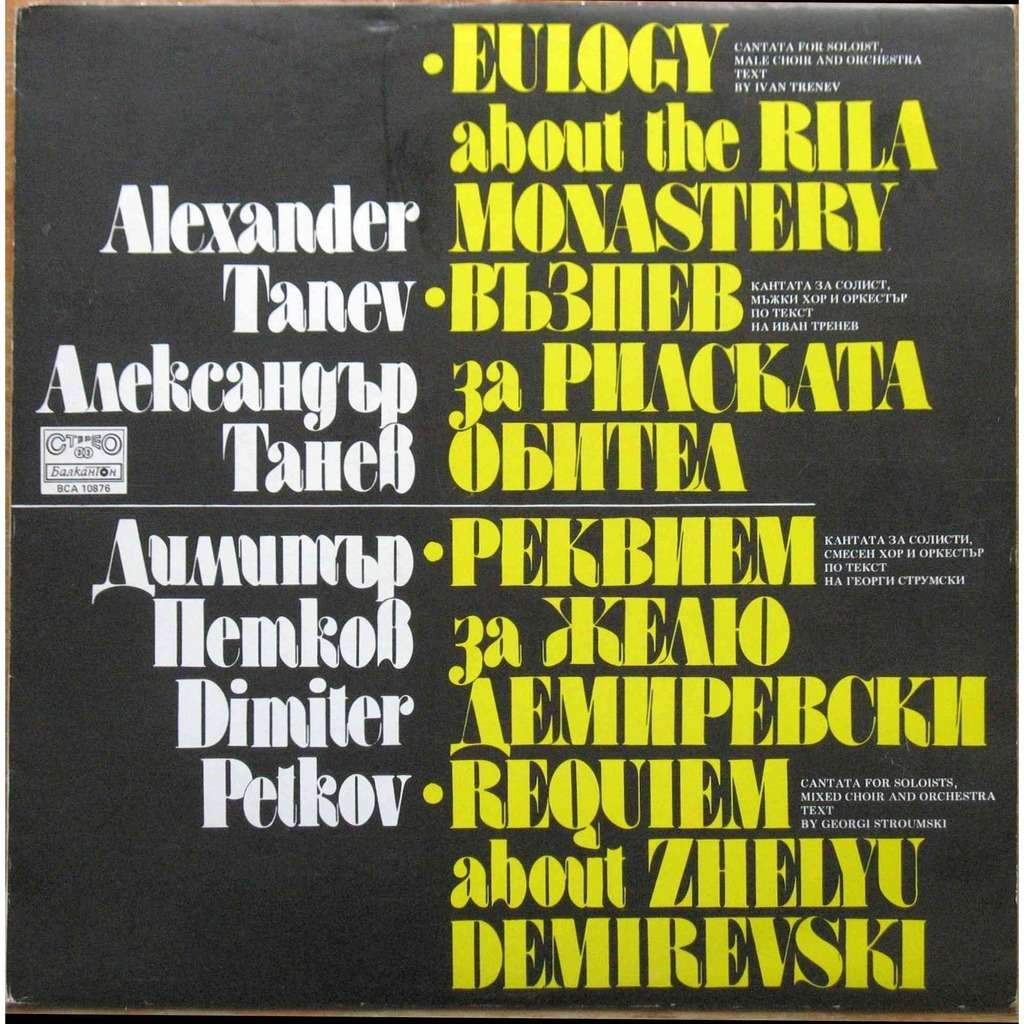 • EULOGY
CANTATA FOR SOLOIST,
MALE CHOIR AND ORCHESTRA
TEXT
BY IVAN TRENEV
about the RILA
MONASTERY
Alexander
Tanev
• ВЪЗПЕВ
КАНТАТА ЗА СОЛИСТ,
МЪЖКИ ХОР И ОРКЕСТЪР
ПО ТЕКСТ
НА ИВАН ТРЕНЕВ
за РИЛСКАТА
ОБИТЕЛ
Александър
Танев
СТЕРЕО
Балкантон
ВСА 10876
Димитър
Петков
• РЕКВИЕМ
КАНТАТА ЗА СОЛИСТИ,
СМЕСЕН ХОР И ОРКЕСТЪР
ПО ТЕКСТ
НА ГЕОРГИ СТРУМСКИ
за ЖЕЛЮ
ДЕМИРЕВСКИ
Dimiter
Petkov
• REQUIEM
CANTATA FOR SOLOISTS,
MIXED CHOIR AND ORCHESTRA
TEXT
BY GEORGI STROUMSKI
about ZHELYU
DEMIREVSKI